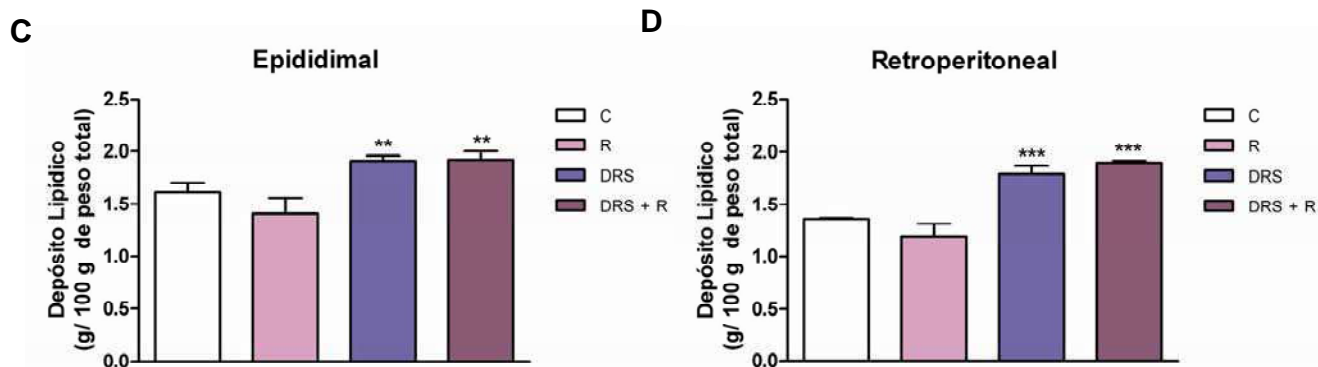 C
Epididimal
Depósito Lipídico
(g/ 100 g de peso total)
2.5
2.0
1.5
1.0
0.5
0.0
**
**
C
R
DRS
DRS + R
D
Retroperitoneal
Depósito Lipídico
(g/ 100 g de peso total)
2.5
2.0
1.5
1.0
0.5
0.0
***
***
C
R
DRS
DRS + R